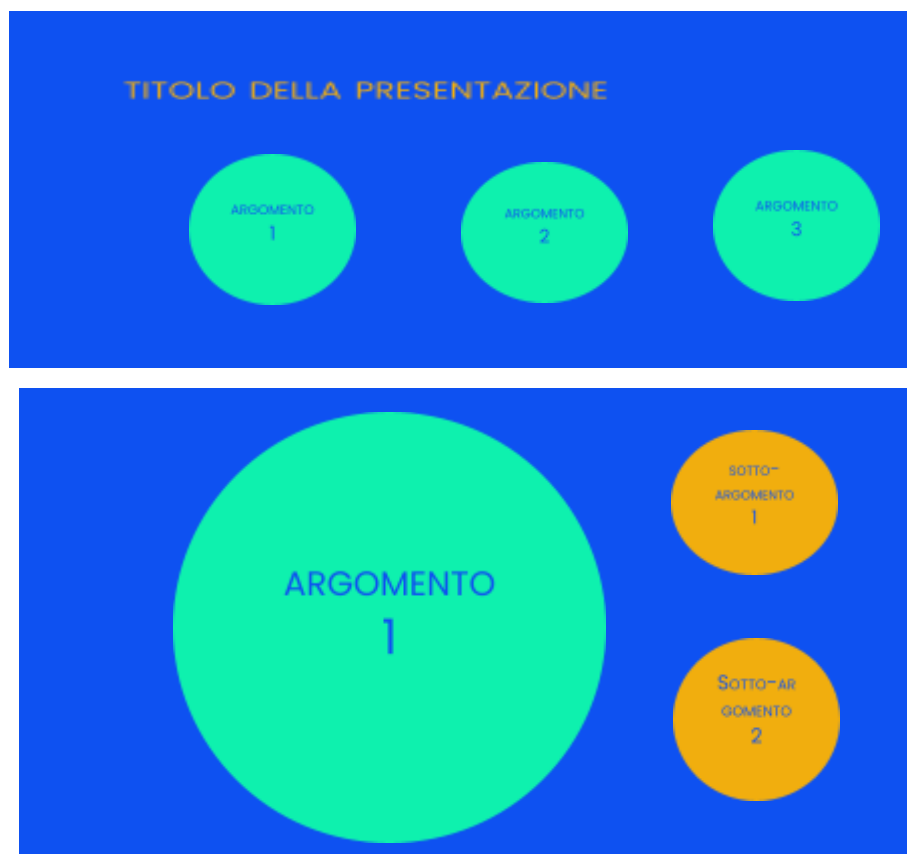 TITOLO DELLA PRESENTAZIONE
ARGOMENTO
1
ARGOMENTO
2
ARGOMENTO
3
ARGOMENTO
1
SOTTO-
ARGOMENTO
1
SOTTO-AR
GOMENTO
2